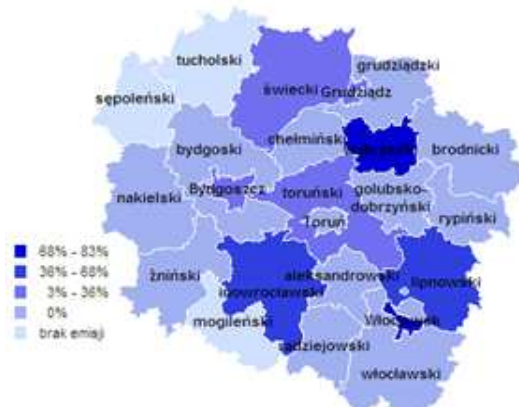 tucholski
grudziądzki
świecki
Grudziądz
sępoleński
chełmiński
bydgoski
brodnicki
Bydgoszcz
toruński
golubsko-
dobrzyński
nakielski
rypiński
Toruń
68% - 83%
36% - 68%
3% - 36%
0%
brak emisji
żniński
aleksandrowski
lipnowski
inowrocławski
mogileński
Włocławek
radziejowski
włocławski